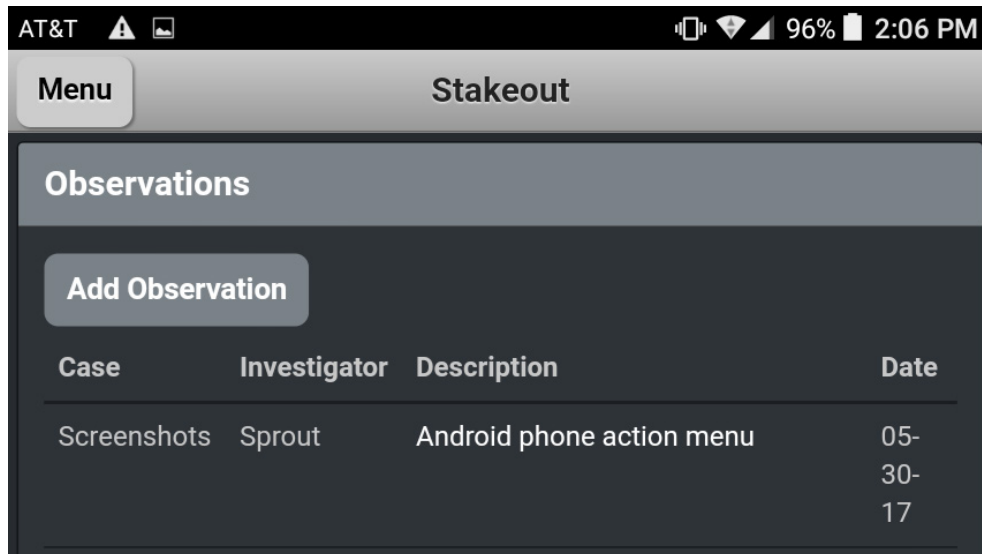 AT&T 96% 2:06 PM
Menu Stakeout
Observations
Add Observation
Case Investigator Description Date
Screenshots Sprout Android phone action menu 05-
30-
17